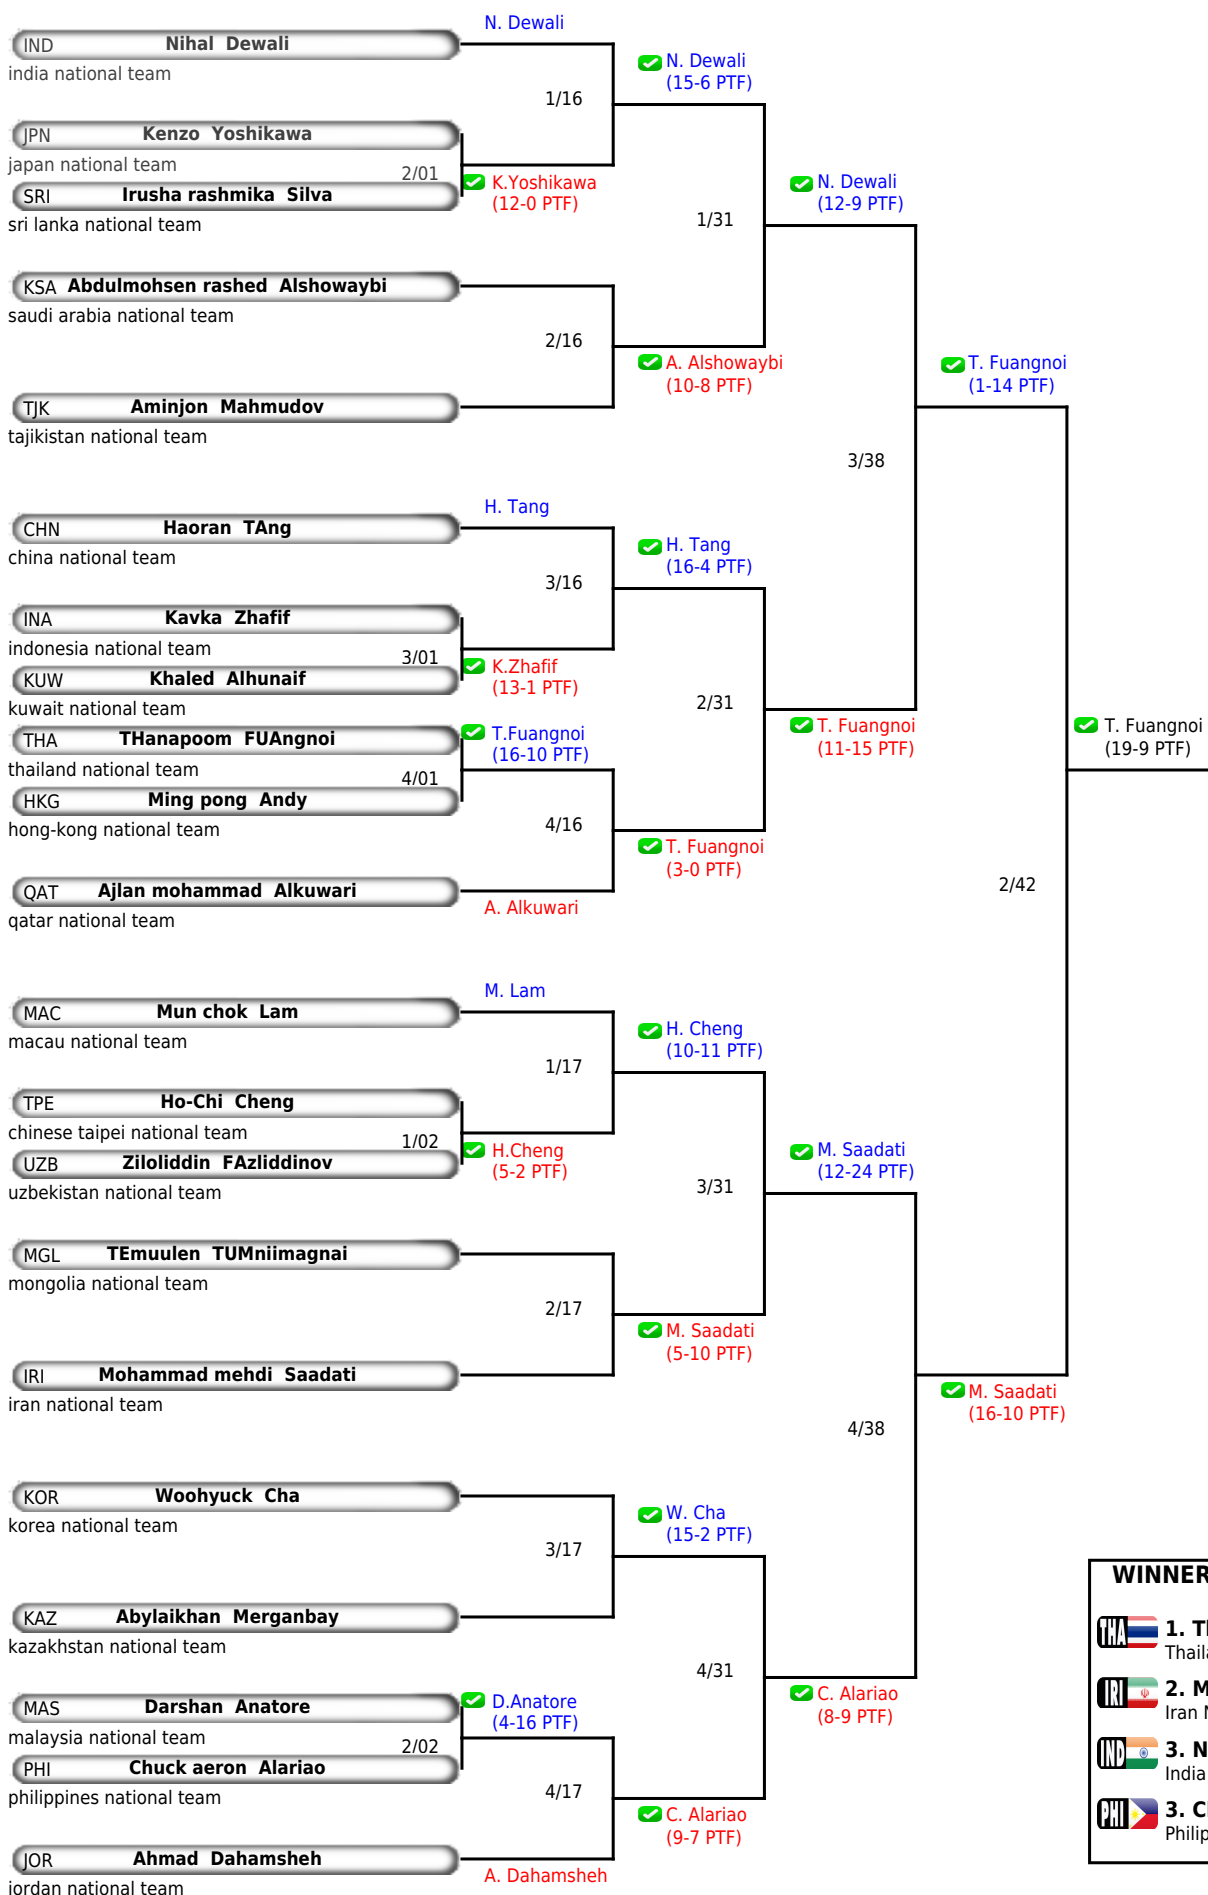 N. Dewali
IND Nihal Dewali
india national team
N. Dewali
(15-6 PTF)
1/16
JPN Kenzo Yoshikawa
japan national team
2/01
SRI Irusha rashmika Silva
sri lanka national team
K.Yoshikawa
(12-0 PTF)
N. Dewali
(12-9 PTF)
1/31
KSA Abdulmohsen rashed Alshowaybi
saudi arabia national team
2/16
A. Alshowaybi
(10-8 PTF)
T. Fuangnoi
(1-14 PTF)
TJK Aminjon Mahmudov
tajikistan national team
3/38
H. Tang
CHN Haoran TAng
china national team
H. Tang
(16-4 PTF)
3/16
INA Kavka Zhafif
indonesia national team
3/01
KUW Khaled Alhunaif
kuwait national team
K.Zhafif
(13-1 PTF)
2/31
THA THanapoom FUAngnoi
thailand national team
T.Fuangnoi
(16-10 PTF)
T. Fuangnoi
(11-15 PTF)
T. Fuangnoi
(19-9 PTF)
4/01
HKG Ming pong Andy
hong-kong national team
4/16
T. Fuangnoi
(3-0 PTF)
QAT Ajlan mohammad Alkuwari
qatar national team
A. Alkuwari
2/42
M. Lam
MAC Mun chok Lam
macau national team
H. Cheng
(10-11 PTF)
1/17
TPE Ho-Chi Cheng
chinese taipei national team
1/02
UZB Ziloliddin FAzliddinov
uzbekistan national team
H.Cheng
(5-2 PTF)
M. Saadati
(12-24 PTF)
3/31
MGL TEmuulen TUMniimagnai
mongolia national team
2/17
M. Saadati
(5-10 PTF)
IRI Mohammad mehdi Saadati
iran national team
M. Saadati
(16-10 PTF)
4/38
KOR Woohyuck Cha
korea national team
W. Cha
(15-2 PTF)
3/17
KAZ Abylaikhan Merganbay
kazakhstan national team
4/31
MAS Darshan Anatore
malaysia national team
D.Anatore
(4-16 PTF)
C. Alariao
(8-9 PTF)
2/02
PHI Chuck aeron Alariao
philippines national team
4/17
C. Alariao
(9-7 PTF)
JOR Ahmad Dahamsheh
jordan national team
A. Dahamsheh
WINNER
THA 1. T
Thaila
IRI 2. M
Iran
IND 3. N
India
PHI 3. C
Philip